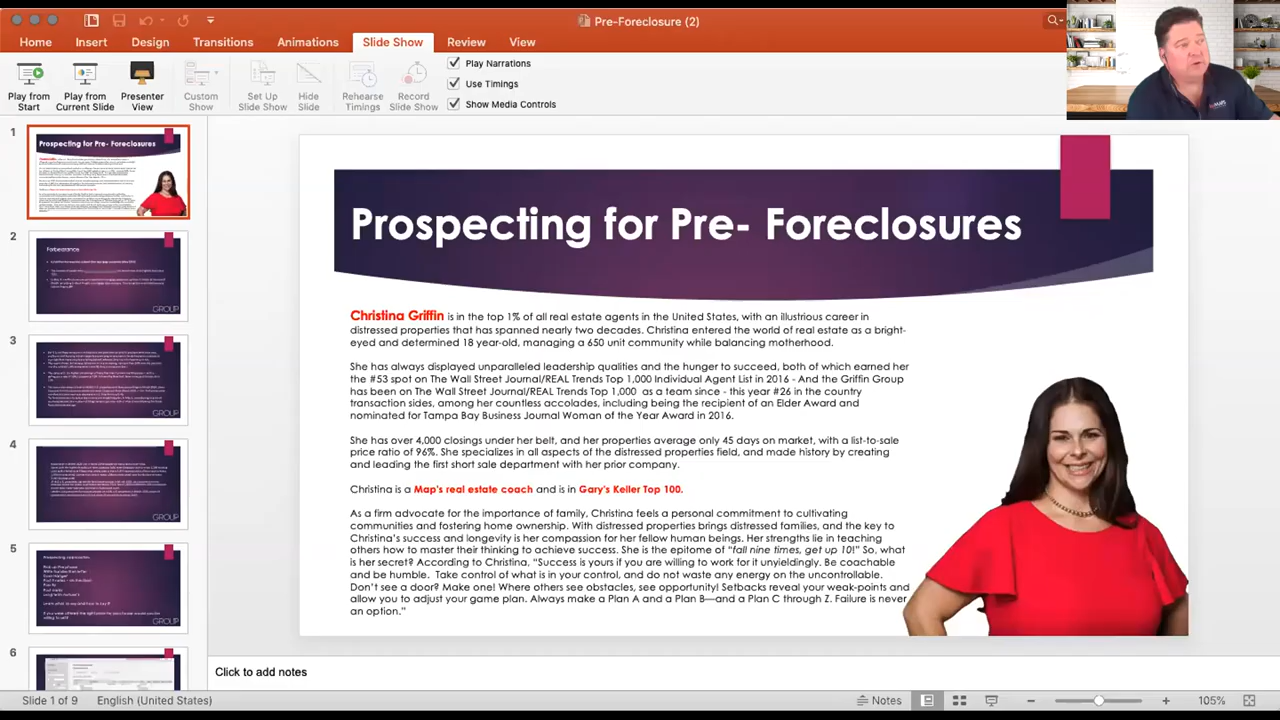 Pre-Foreclosure (2)
Home Insert Design Transitions Animations Slide Show Review View
Play from Start
Play from Current Slide
Presenter View
Custom Show
Set Up Slide Show
Hide Slide
Rehearse Timings
Record Slide Show
Play Narrations
Use Timings
Show Media Controls
1
Prospecting for Pre- Foreclosures
2
Forbearance
GROUP
3
GROUP
4
GROUP
5
Prospecting approaches
GROUP
6
Prospecting for Pre- Foreclosures
Christina Griffin is in the top 1% of all real estate agents in the United States, with an illustrious career in
distressed properties that has spanned nearly two decades. Christina entered the world of real estate as a bright-
eyed and determined 18 year-old, managing a 650 unit community while balancing motherhood.
She has always displayed outstanding leadership qualities and the hunger to succeed, both which earned her
the #53 spot on The Wall Street Journal/REALTrends Top 1,000 Individual Agent List in 2016 - And the Griffin Group
has been on The Wall Street Journal/REALTrends Top 1,000 as a team since - this year #26 in the country
transaction sides, among her countless accolades, including being the recipient of an Elder Award and
nominated for Tampa Bay Business Journal Woman of the Year Award in 2016.
She has over 4,000 closings under her belt, and her properties average only 45 days on market, with a list-to-sale
price ratio of 96%. She specializes in all aspects of the distressed properties field, and made history by creating
and leading the first short sale department with her prior company.
Christina is a Map's real estate coach and is in Gary's Keller Top 100.
As a firm advocate for the importance of family, Christina feels a personal commitment to cultivating
communities and fostering home ownership. With distressed properties brings distressed families, and the key to
Christina's success and longevity is her compassion for her fellow human beings. Her strengths lie in teaching
others how to master their thinking to achieve success. She is the epitome of "fall nine times, get up 10!" So, what
is her secret? According to Christina, "Success is yours if you are willing to work for it unyieldingly. Be coachable
and be humble. Take control of what is in your control, and do not waste any energy on the uncontrollable.
Don't see a door? Make one! Where others see obstacles, see opportunity! Setbacks reveal your weak-points and
allow you to adjust your game plan. Always make a Plan A and a Plan B—and a Plan C through Z. Failure is never
an option."
Click to add notes
Slide 1 of 9 English (United States) Notes 105%